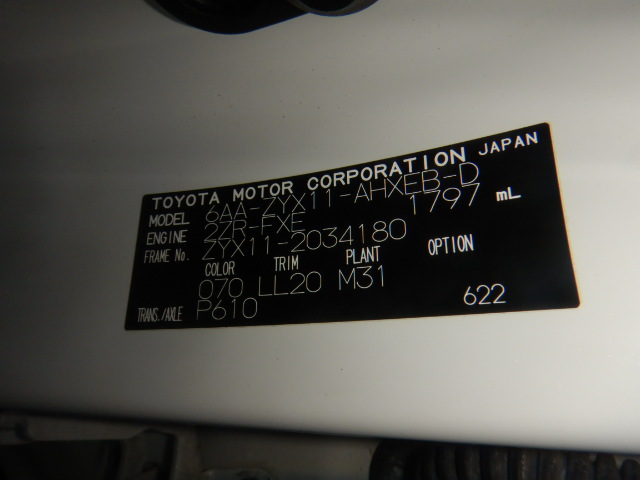 TOYOTA MOTOR CORPORATION JAPAN
MODEL 6AA-ZYX11-AHXEB-D
ENGINE 2ZR-FXE 1797 mL
FRAME No. ZYX11-2034180
COLOR TRIM PLANT OPTION
070 LL20 M31
TRANS./AXLE P610 622